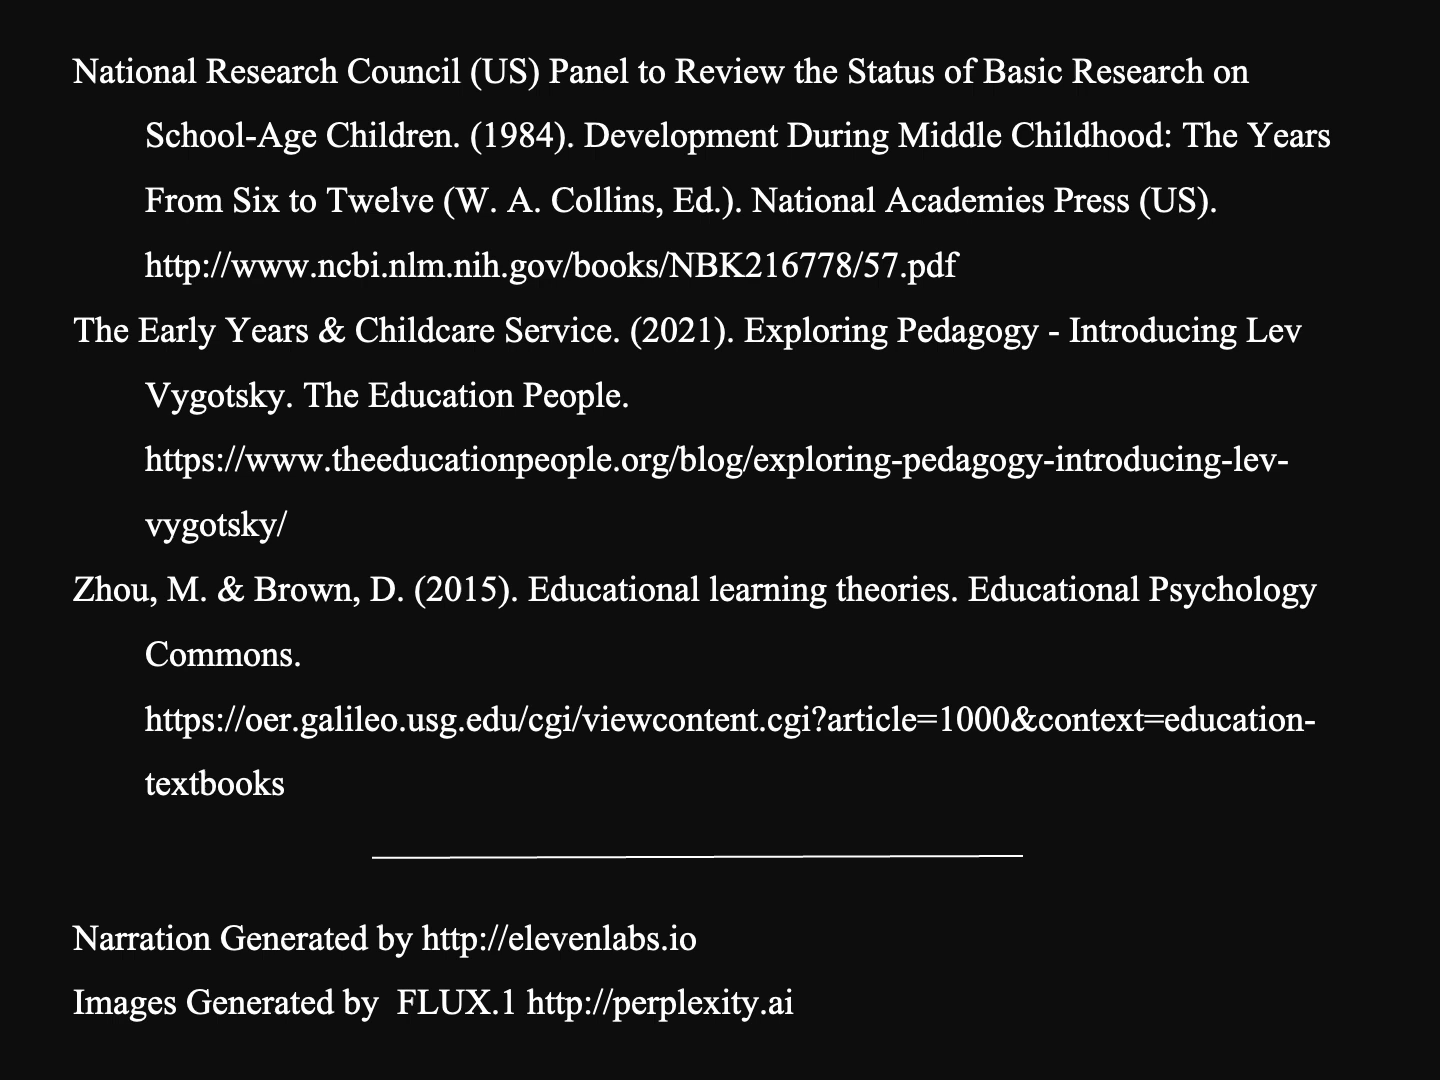 National Research Council (US) Panel to Review the Status of Basic Research on
School-Age Children. (1984). Development During Middle Childhood: The Years
From Six to Twelve (W. A. Collins, Ed.). National Academies Press (US).
http://www.ncbi.nlm.nih.gov/books/NBK216778/57.pdf
The Early Years & Childcare Service. (2021). Exploring Pedagogy - Introducing Lev
Vygotsky. The Education People.
https://www.theeducationpeople.org/blog/exploring-pedagogy-introducing-lev-
vygotsky/
Zhou, M. & Brown, D. (2015). Educational learning theories. Educational Psychology
Commons.
https://oer.galileo.usg.edu/cgi/viewcontent.cgi?article=1000&context=education-
textbooks
Narration Generated by http://elevenlabs.io
Images Generated by  FLUX.1 http://perplexity.ai